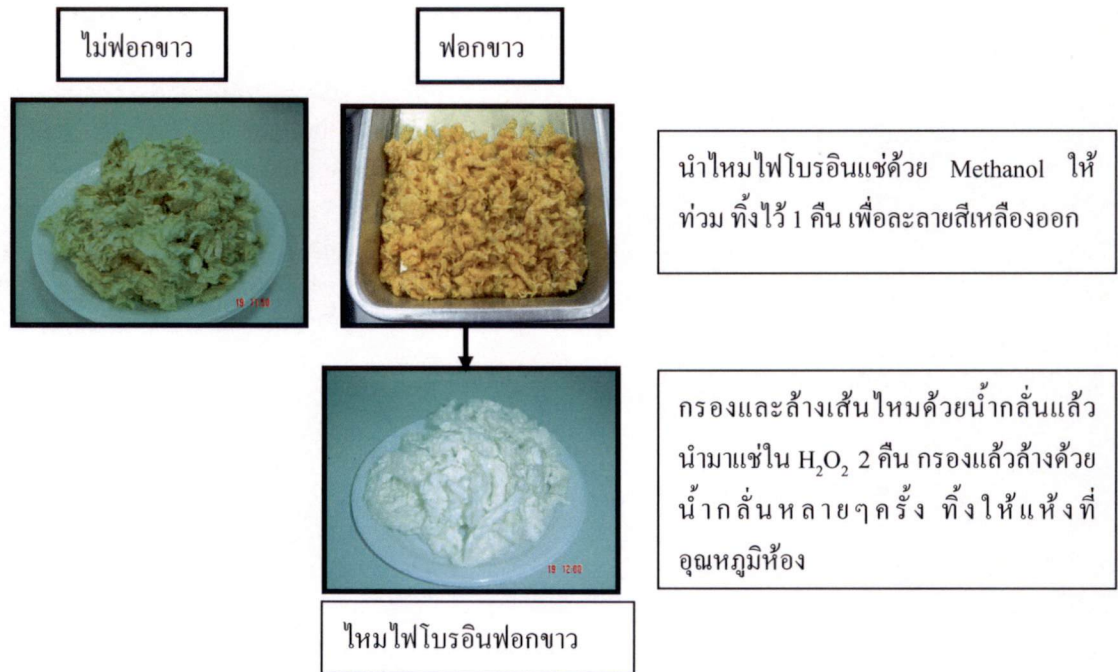 ไม่ฟอกขาว
ฟอกขาว
นำไหมไฟโบรอินแช่ด้วย Methanol ให้
ท่วม ทิ้งไว้ 1 คืน เพื่อละลายสีเหลืองออก
กรองและล้างเส้นไหมด้วยน้ำกลั่นแล้ว
นำมาแช่ใน H₂O₂ 2 คืน กรองแล้วล้างด้วย
น้ำกลั่นหลายๆครั้ง ทิ้งให้แห้งที่
อุณหภูมิห้อง
ไหมไฟโบรอินฟอกขาว